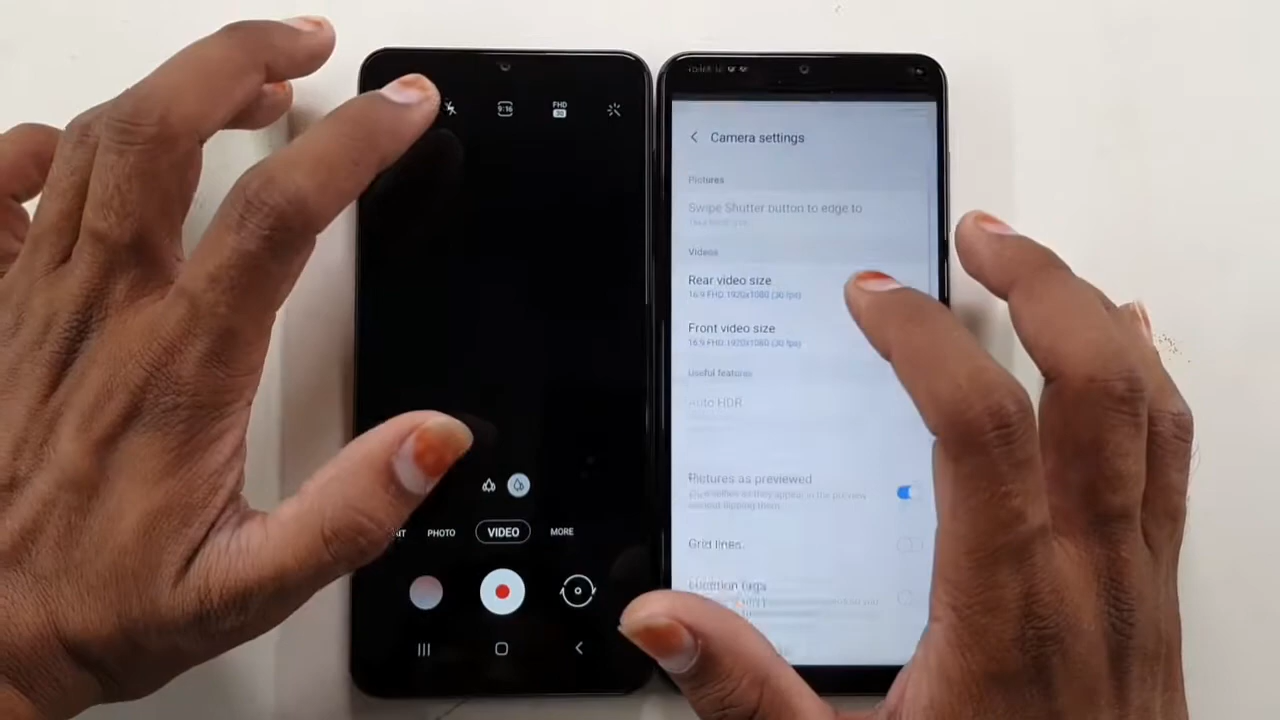 9:16
FHD
30
PHOTO
VIDEO
MORE
Camera settings
Pictures
Swipe Shutter button to edge to
Videos
Rear video size
16:9 FHD 1920x1080 (30 fps)
Front video size
16:9 FHD 1920x1080 (30 fps)
Useful features
Auto HDR
Pictures as previewed
Grid lines
Location tags